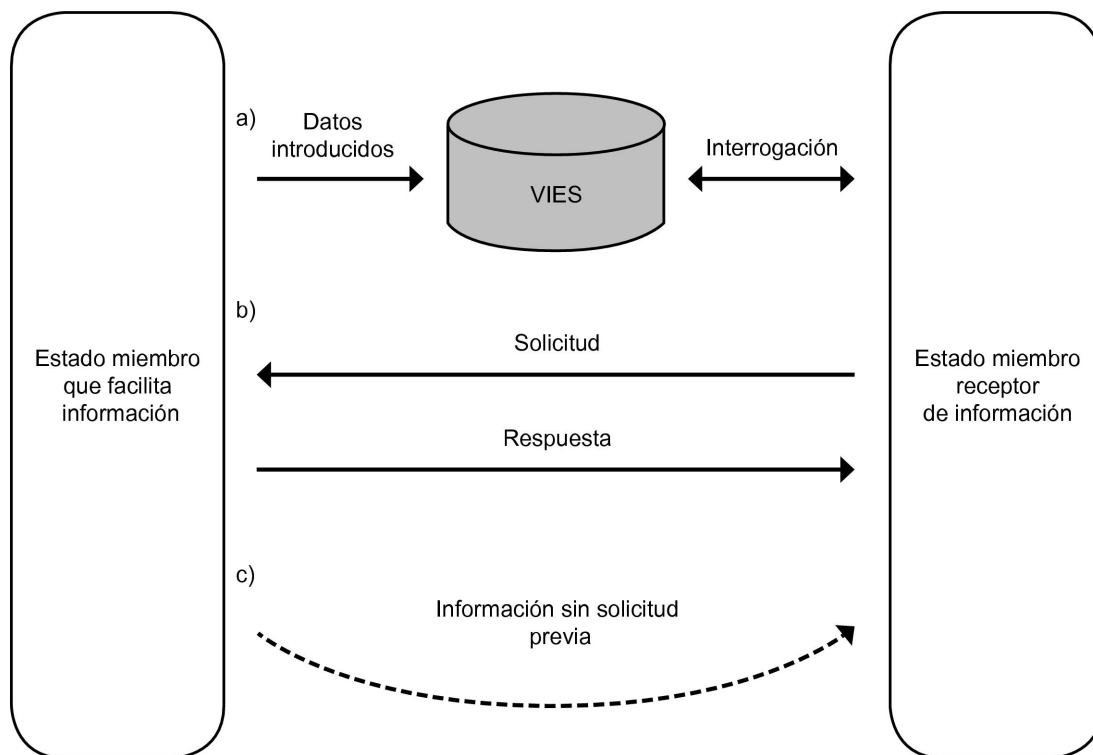 a)
Datos
introducidos
VIES
Interrogación
b)
Solicitud
Estado miembro
que facilita
información
Estado miembro
receptor
de información
Respuesta
c)
Información sin solicitud
previa